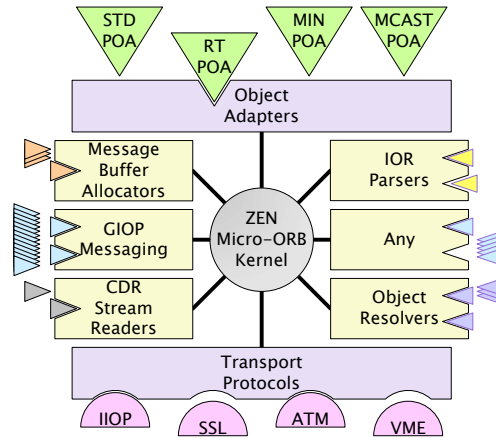 STD
POA
RT
POA
MIN
POA
MCAST
POA
Object
Adapters
Message
Buffer
Allocators
IOR
Parsers
GIOP
Messaging
ZEN
Micro-ORB
Kernel
Any
CDR
Stream
Readers
Object
Resolvers
Transport
Protocols
IIOP
SSL
ATM
VME